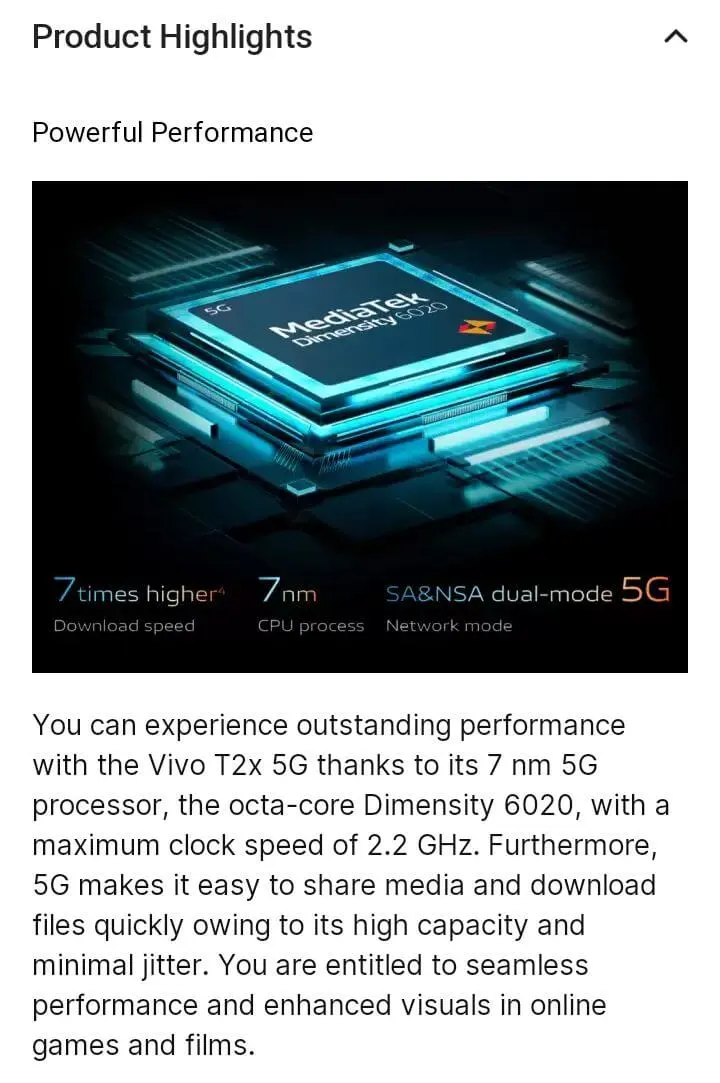 Product Highlights
Powerful Performance
5G
MediaTek
Dimensity 6020
7 times higher⁴
Download speed
7nm
CPU process
SA&NSA dual-mode 5G
Network mode
You can experience outstanding performance
with the Vivo T2x 5G thanks to its 7 nm 5G
processor, the octa-core Dimensity 6020, with a
maximum clock speed of 2.2 GHz. Furthermore,
5G makes it easy to share media and download
files quickly owing to its high capacity and
minimal jitter. You are entitled to seamless
performance and enhanced visuals in online
games and films.